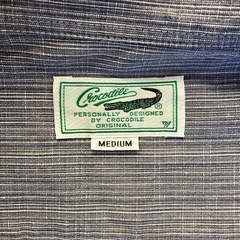 Crocodile
®
PERSONALLY DESIGNED
BY CROCODILE
ORIGINAL
MEDIUM